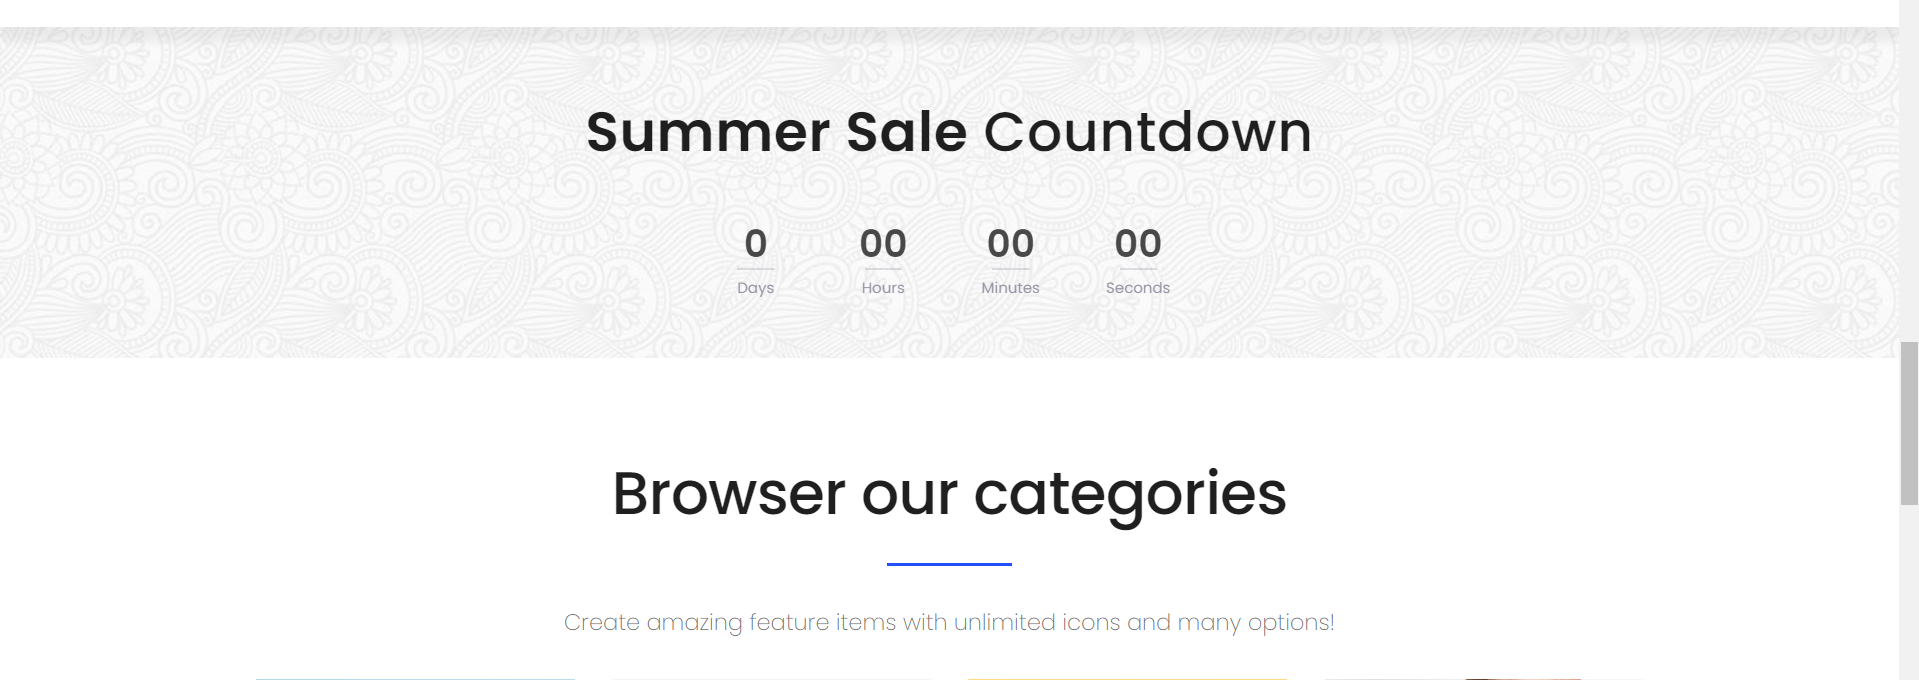 Summer Sale Countdown
0 00 00 00
Days Hours Minutes Seconds
Browser our categories
Create amazing feature items with unlimited icons and many options!